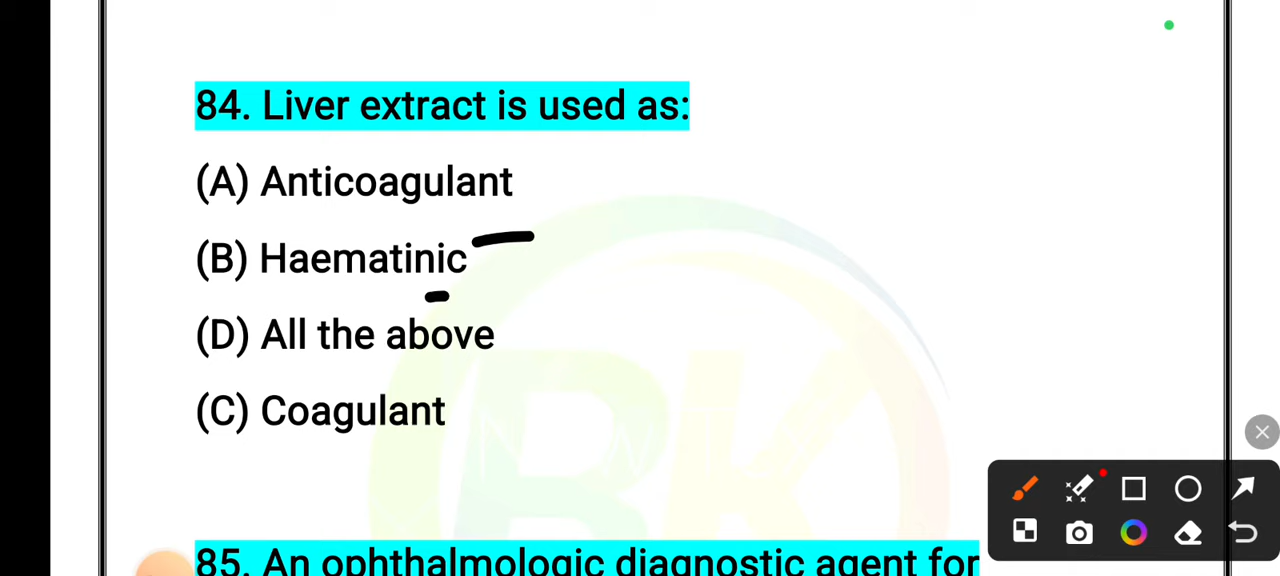 84. Liver extract is used as:
(A) Anticoagulant
(B) Haematinic
(D) All the above
(C) Coagulant
85. An ophthalmologic diagnostic agent for